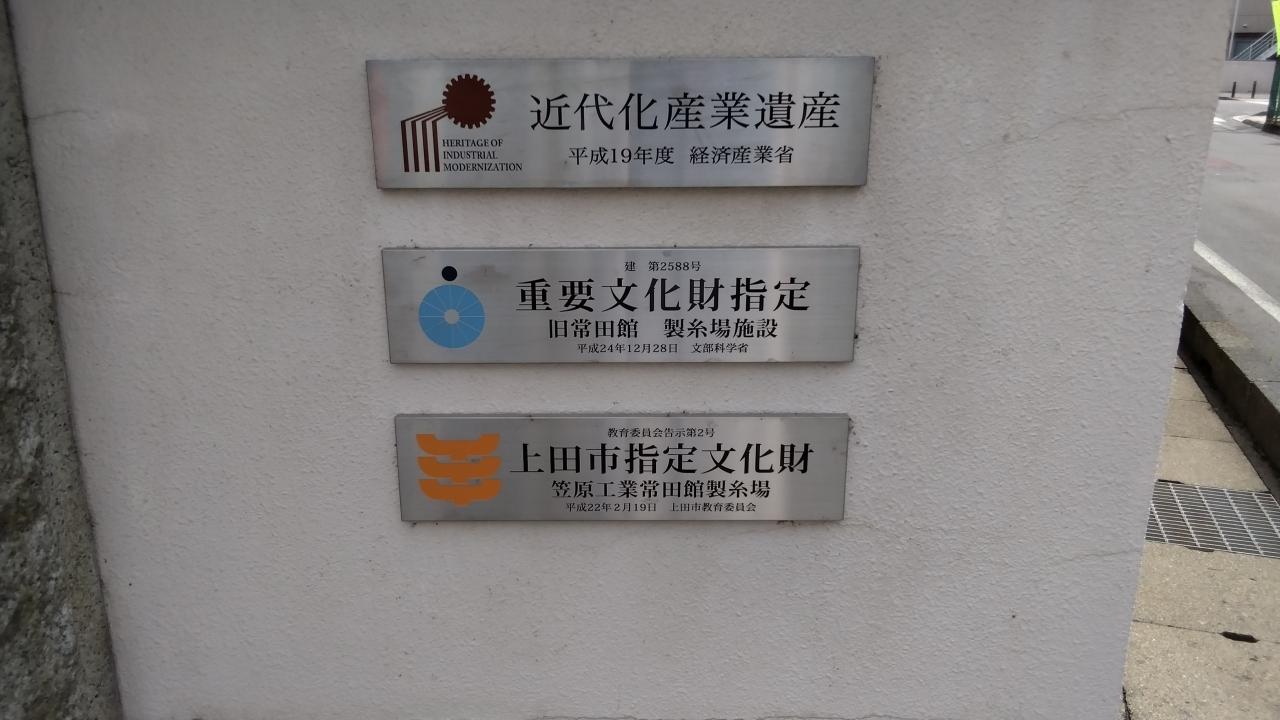 近代化産業遺産
HERITAGE OF
INDUSTRIAL
MODERNIZATION
平成19年度 経済産業省
建 第2588号
重要文化財指定
旧常田館 製糸場施設
平成24年12月28日 文部科学省
教育委員会告示第2号
上田市指定文化財
笠原工業常田館製糸場
平成22年2月19日 上田市教育委員会